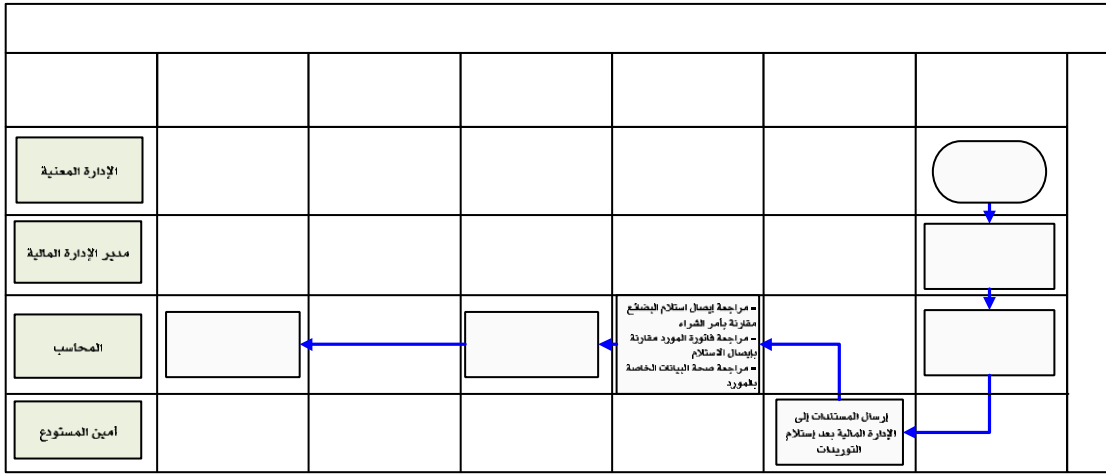 الإدارة المعنية
مدير الإدارة المالية
- مراجعة إيصال استلام البضائع
مقارنة بأمر الشراء
- مراجعة فاتورة المورد مقارنة
بإيصال الاستلام
- مراجعة صحة البيانات الخاصة
بالمورد
المحاسب
إرسال المستندات إلى
الإدارة المالية بعد إستلام
التوريدات
أمين المستودع